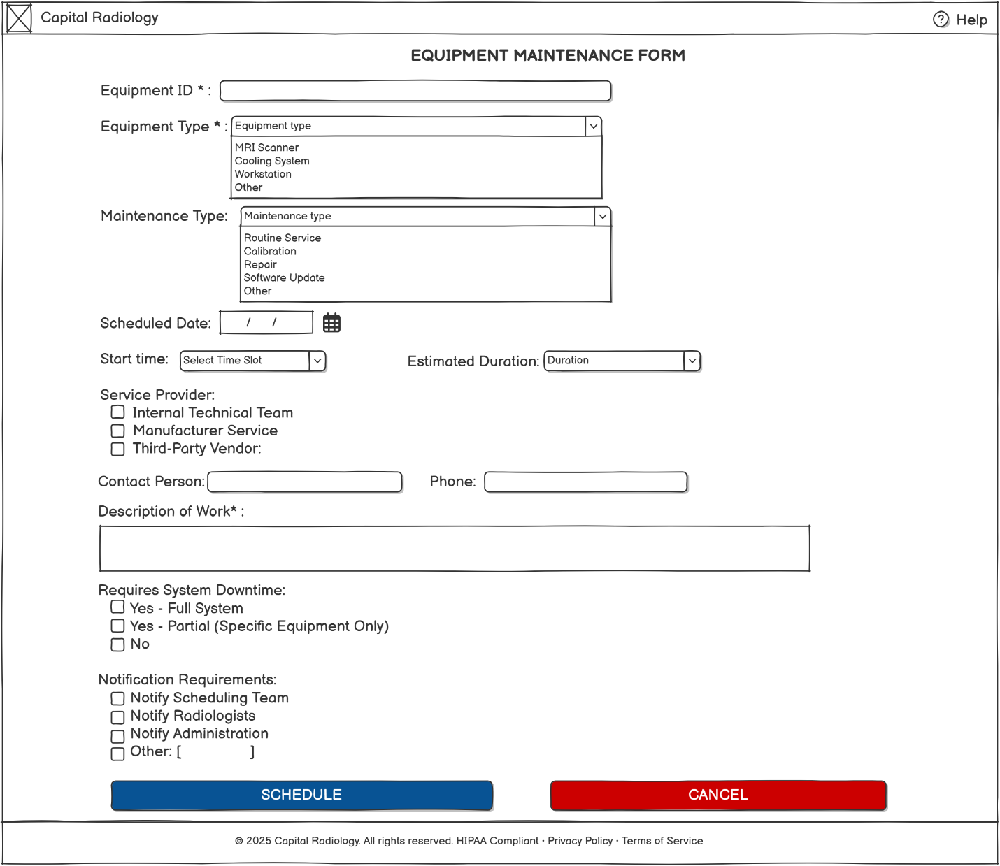 Capital Radiology
? Help
EQUIPMENT MAINTENANCE FORM
Equipment ID * :
Equipment Type * : Equipment type
MRI Scanner
Cooling System
Workstation
Other
Maintenance Type: Maintenance type
Routine Service
Calibration
Repair
Software Update
Other
Scheduled Date: / /
Start time: Select Time Slot Estimated Duration: Duration
Service Provider:
Internal Technical Team
Manufacturer Service
Third-Party Vendor:
Contact Person: Phone:
Description of Work* :
Requires System Downtime:
Yes - Full System
Yes - Partial (Specific Equipment Only)
No
Notification Requirements:
Notify Scheduling Team
Notify Radiologists
Notify Administration
Other: [ ]
SCHEDULE CANCEL
© 2025 Capital Radiology. All rights reserved. HIPAA Compliant · Privacy Policy · Terms of Service